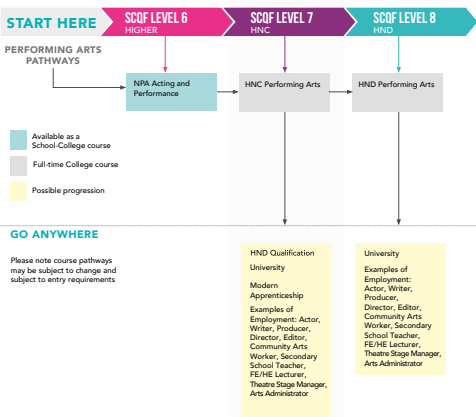 START HERE
SCQF LEVEL 6
HIGHER
SCQF LEVEL 7
HNC
SCQF LEVEL 8
HND
PERFORMING ARTS
PATHWAYS
NPA Acting and
Performance
HNC Performing Arts
HND Performing Arts
Available as a
School-College course
Full-time College course
Possible progression
GO ANYWHERE
Please note course pathways
may be subject to change and
subject to entry requirements
HND Qualification
University
Modern
Apprenticeship
Examples of
Employment: Actor,
Writer, Producer,
Director, Editor,
Community Arts
Worker, Secondary
School Teacher,
FE/HE Lecturer,
Theatre Stage Manager,
Arts Administrator
University
Examples of
Employment:
Actor, Writer,
Producer,
Director, Editor,
Community Arts
Worker, Secondary
School Teacher,
FE/HE Lecturer,
Theatre Stage Manager,
Arts Administrator